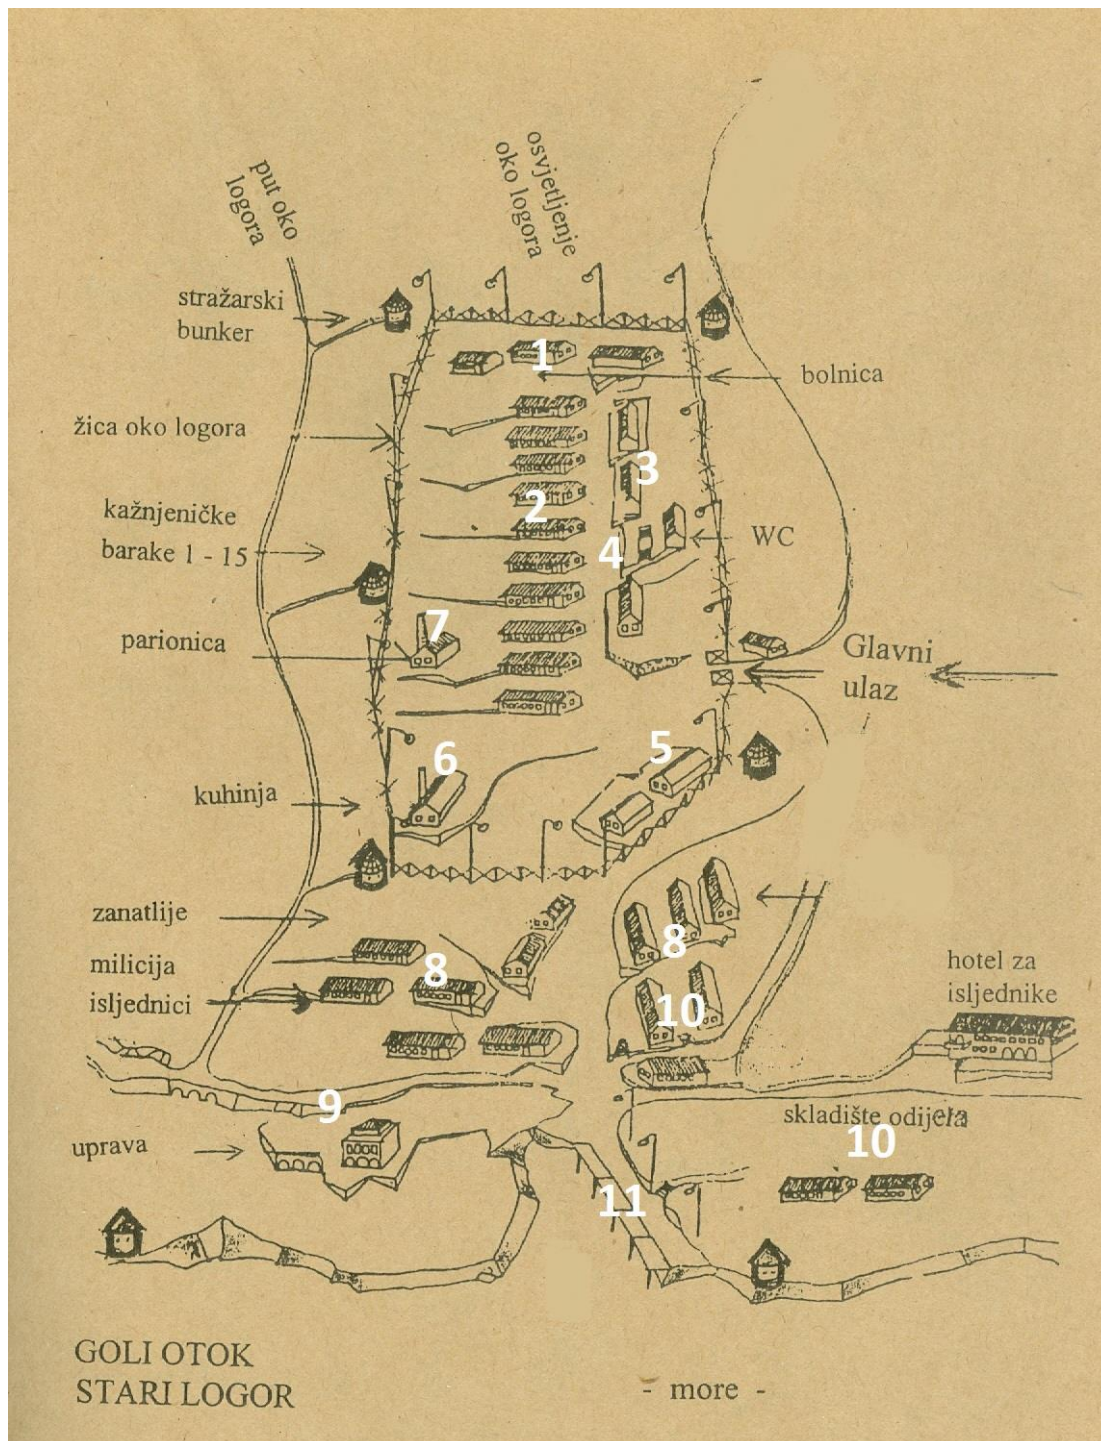 put oko
logora
osvjetljenje
oko logora
stražarski
bunker
1
bolnica
žica oko logora
3
2
kažnjeničke
barake 1 - 15
4
WC
7
parionica
Glavni
ulaz
5
6
kuhinja
zanatlije
8
milicija
8
isljednici
hotel za
isljednike
10
9
skladište odijela
10
uprava
11
GOLI OTOK
STARI LOGOR
- more -